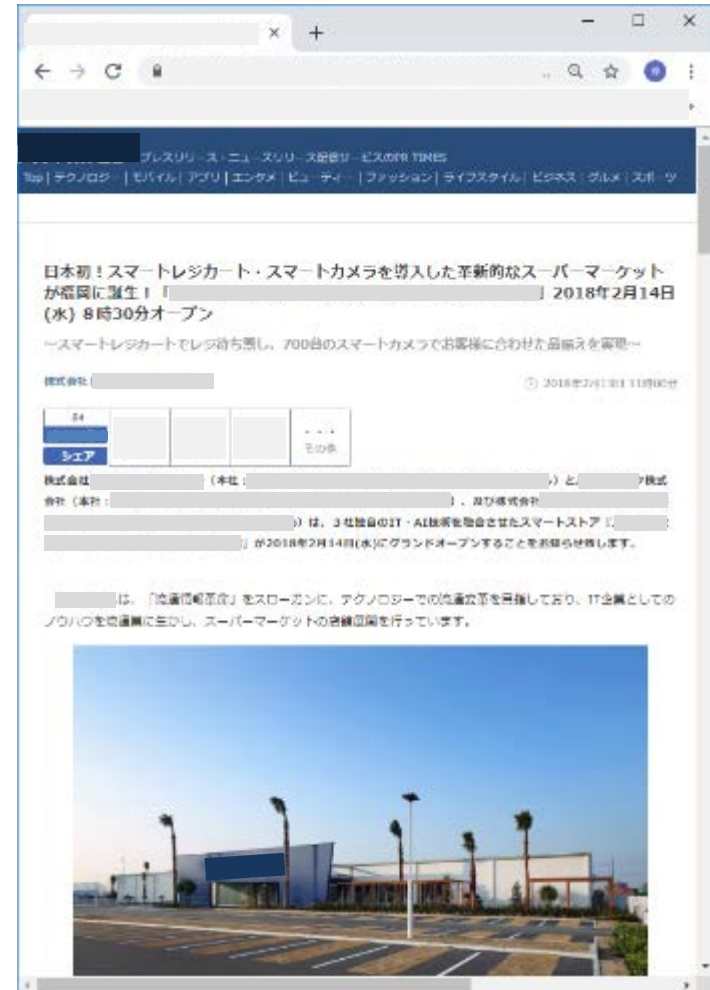 プレスリリース・ニュースリリース配信サービスのPR TIMES
Top | テクノロジー | モバイル | アプリ | エンタメ | ビューティー | ファッション | ライフスタイル | ビジネス | グルメ | スポーツ
日本初！スマートレジカート・スマートカメラを導入した革新的なスーパーマーケット
が福岡に誕生！「 」2018年2月14日
(水) 8時30分オープン
～スマートレジカートでレジ待ち無し。700台のスマートカメラでお客様に合わせた品揃えを実現～
株式会社
2018年2月13日 11時00分
シェア
その他
株式会社 （本社： ）と 株式
会社（本社： ）、及び株式会社
）は、３社独自のIT・AI技術を融合させたスマートストア「
」が2018年2月14日(水)にグランドオープンすることをお知らせ致します。
は、「流通情報革命」をスローガンに、テクノロジーでの流通改革を目指しており、IT企業としての
ノウハウを流通業に生かし、スーパーマーケットの店舗展開を行っています。